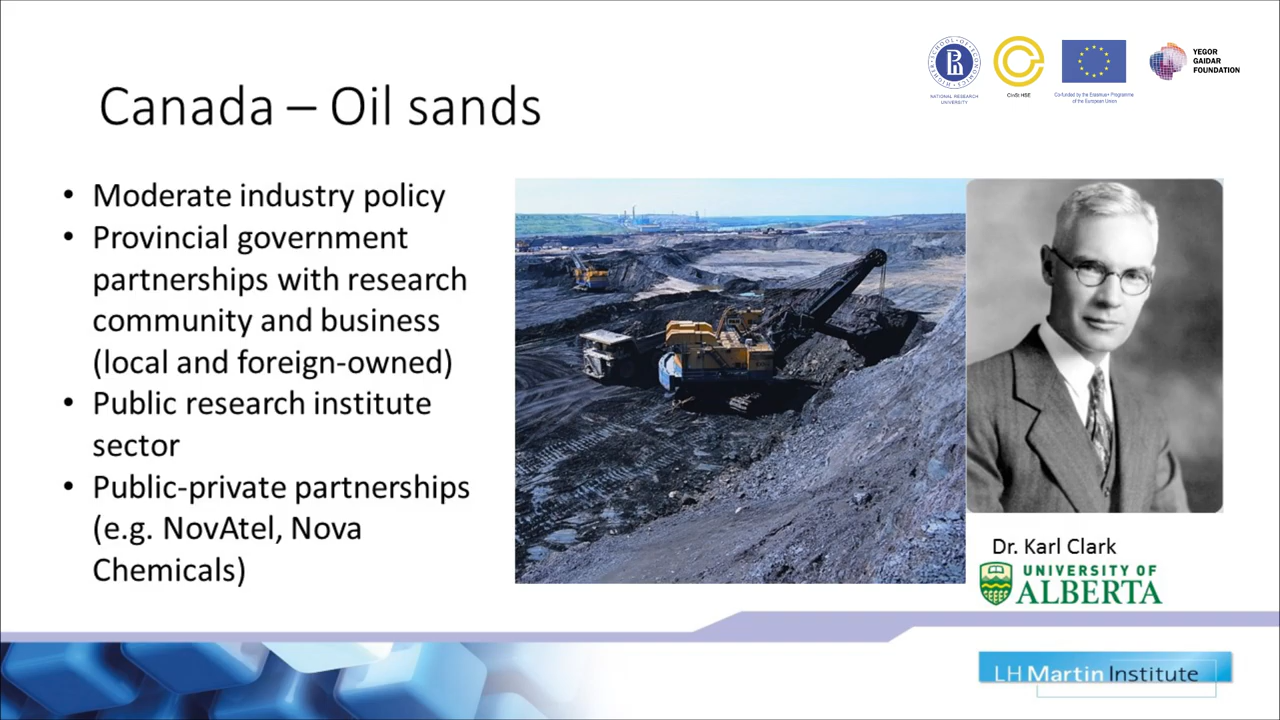 NATIONAL RESEARCH
UNIVERSITY
CInSt HSE
Co-funded by the Erasmus+ Programme
of the European Union
YEGOR
GAIDAR
FOUNDATION
Canada – Oil sands
• Moderate industry policy
• Provincial government
partnerships with research
community and business
(local and foreign-owned)
• Public research institute
sector
• Public-private partnerships
(e.g. NovAtel, Nova
Chemicals)
Dr. Karl Clark
UNIVERSITY OF
ALBERTA
LH Martin Institute